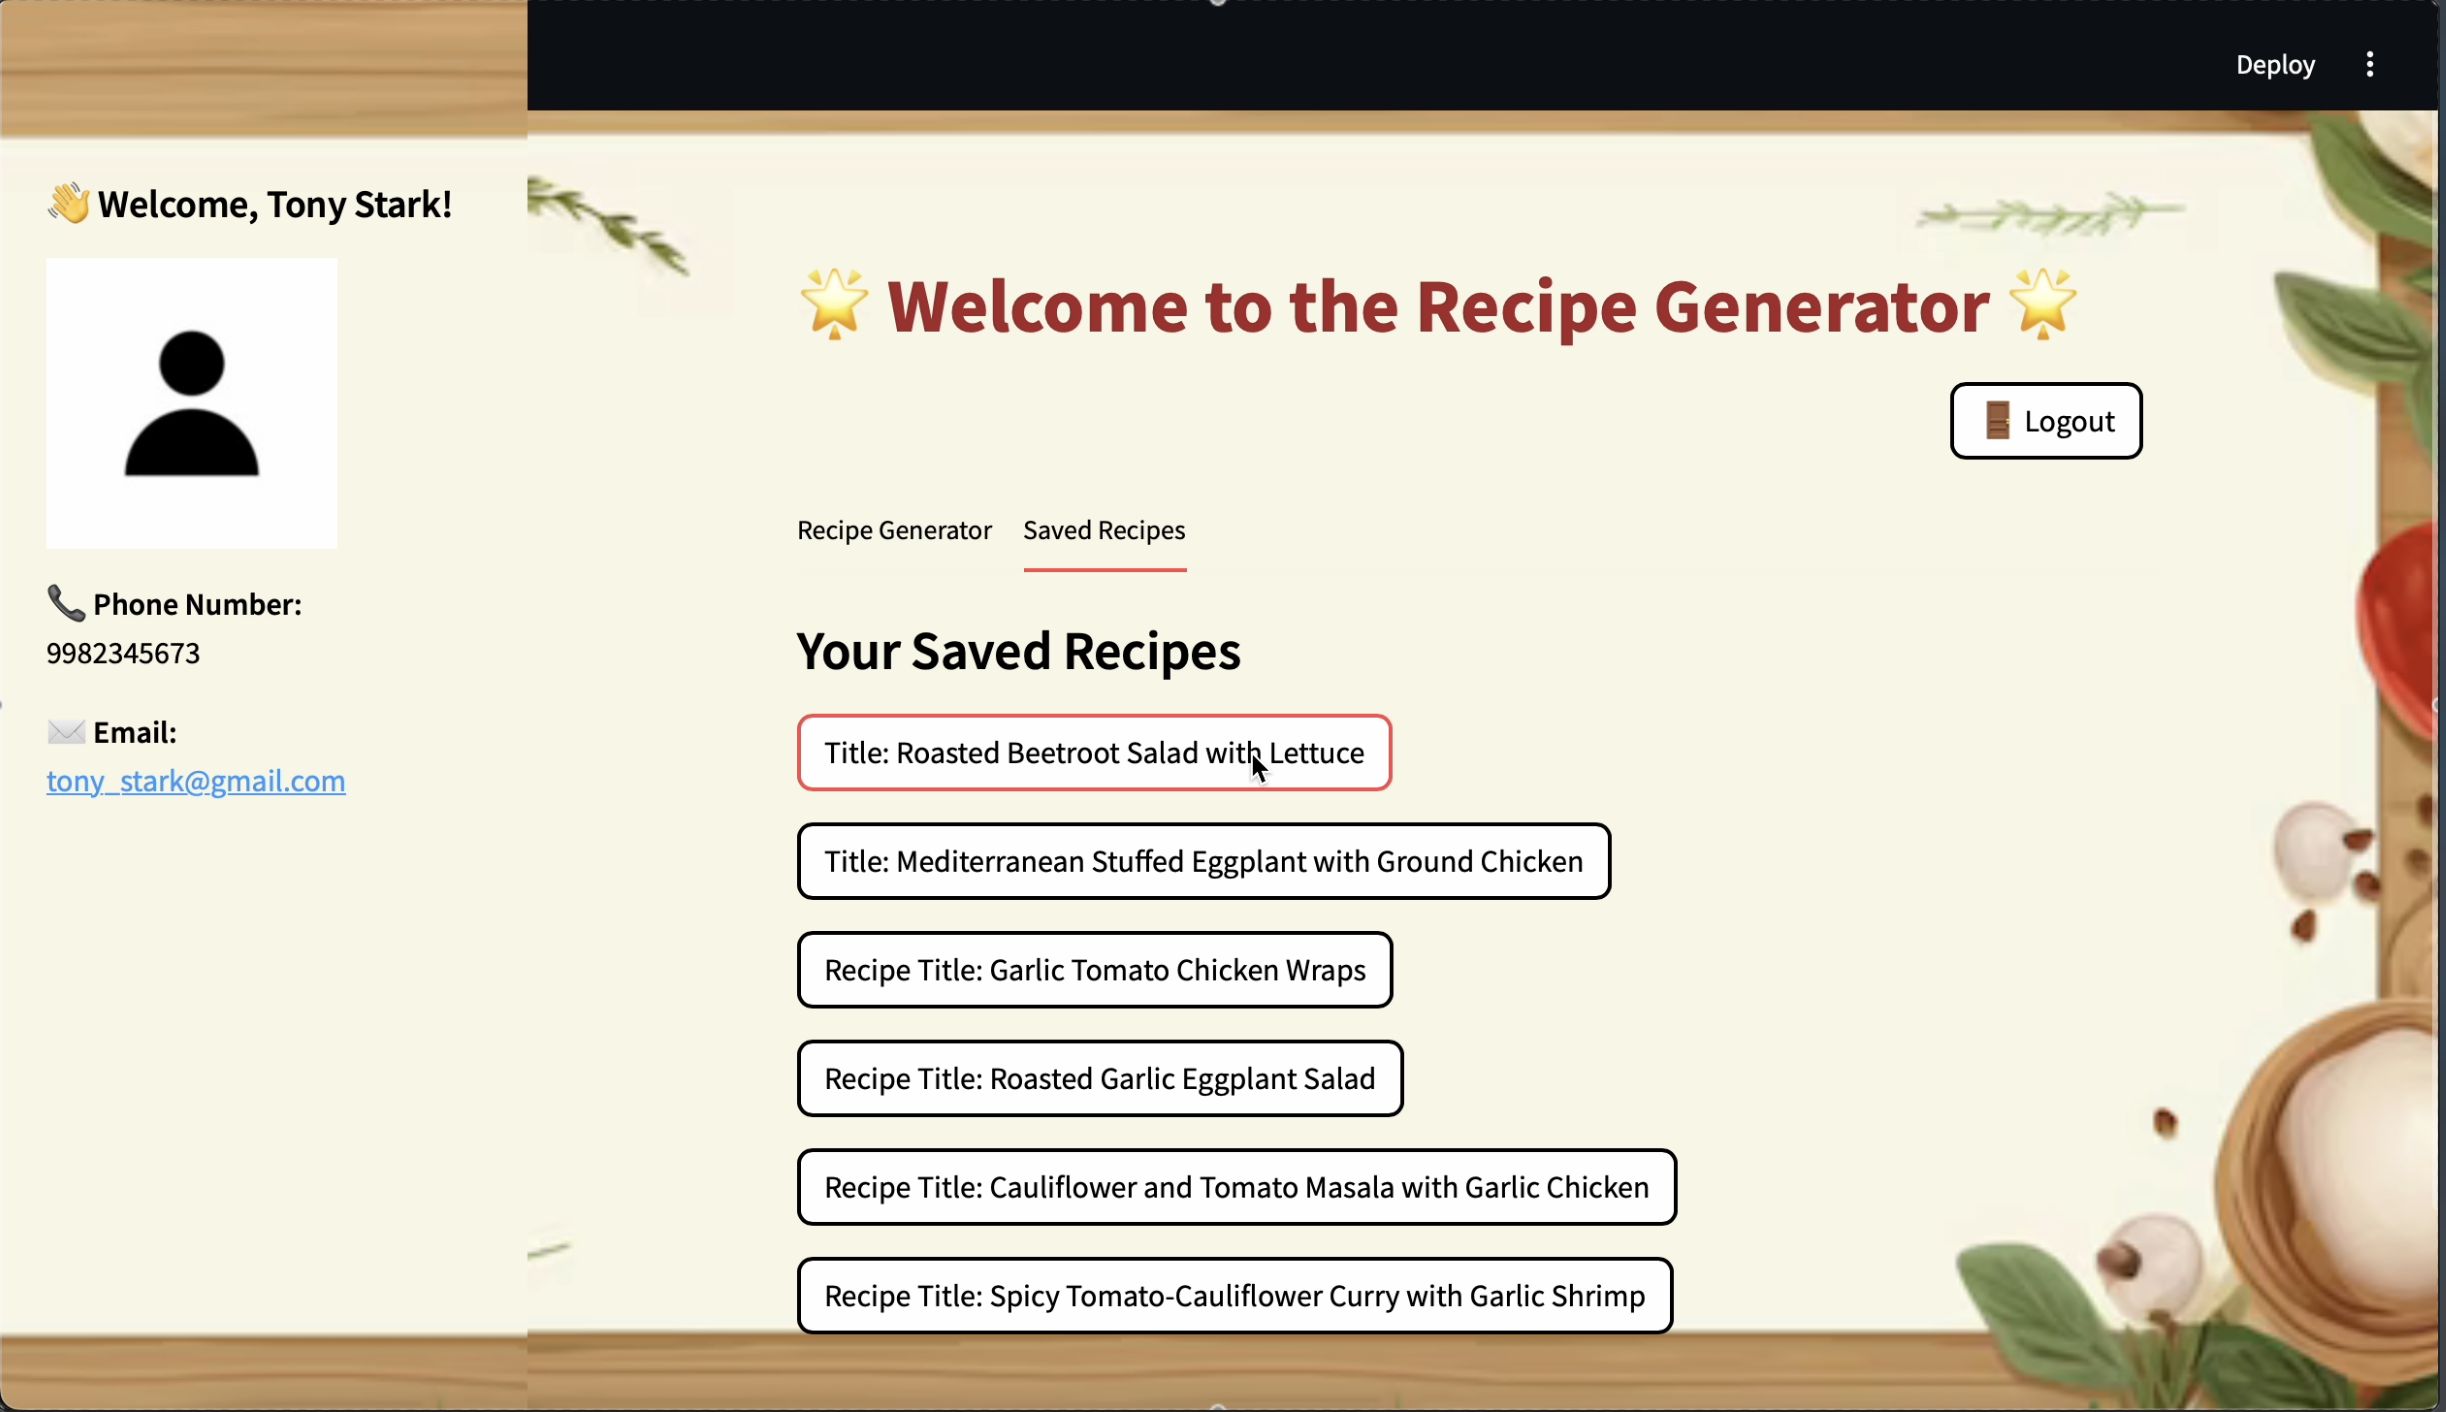 Deploy
👋 Welcome, Tony Stark!
📞 Phone Number:
9982345673
✉️ Email:
tony_stark@gmail.com
🌟 Welcome to the Recipe Generator 🌟
🚪 Logout
Recipe Generator
Saved Recipes
Your Saved Recipes
Title: Roasted Beetroot Salad with Lettuce
Title: Mediterranean Stuffed Eggplant with Ground Chicken
Recipe Title: Garlic Tomato Chicken Wraps
Recipe Title: Roasted Garlic Eggplant Salad
Recipe Title: Cauliflower and Tomato Masala with Garlic Chicken
Recipe Title: Spicy Tomato-Cauliflower Curry with Garlic Shrimp